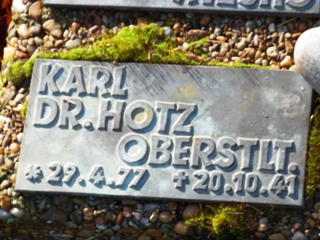 KARL
DR. HOTZ
OBERSTLT.
* 29.4.77 +20.10.41